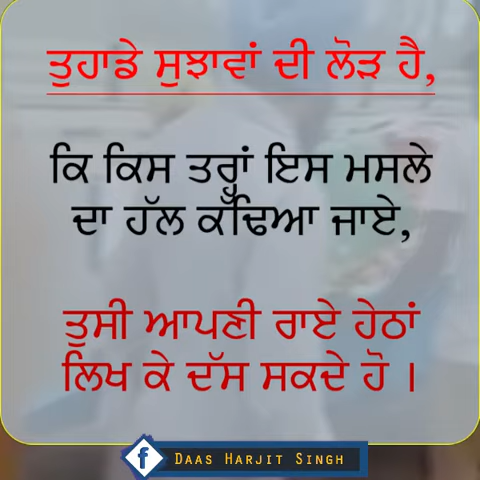 ਤੁਹਾਡੇ ਸੁਝਾਵਾਂ ਦੀ ਲੋੜ ਹੈ,
ਕਿ ਕਿਸ ਤਰ੍ਹਾਂ ਇਸ ਮਸਲੇ
ਦਾ ਹੱਲ ਕੱਢਿਆ ਜਾਏ,
ਤੁਸੀ ਆਪਣੀ ਰਾਏ ਹੇਠਾਂ
ਲਿਖ ਕੇ ਦੱਸ ਸਕਦੇ ਹੋ ।
f DAAS HARJIT SINGH